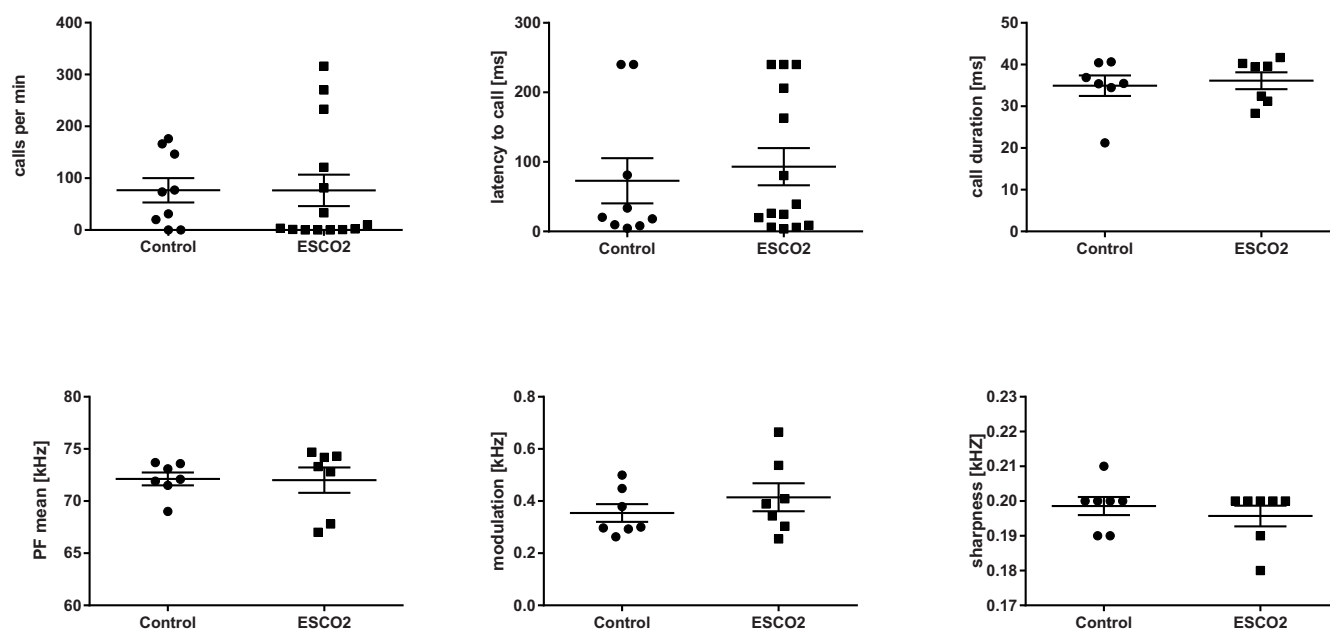 calls per min
400
300
200
100
0
Control
ESCO2
latency to call [ms]
300
200
100
0
Control
ESCO2
call duration [ms]
50
40
30
20
10
0
Control
ESCO2
PF mean [kHz]
80
75
70
65
60
Control
ESCO2
modulation [kHz]
0.8
0.6
0.4
0.2
0.0
Control
ESCO2
sharpness [kHZ]
0.23
0.22
0.21
0.20
0.19
0.18
0.17
Control
ESCO2